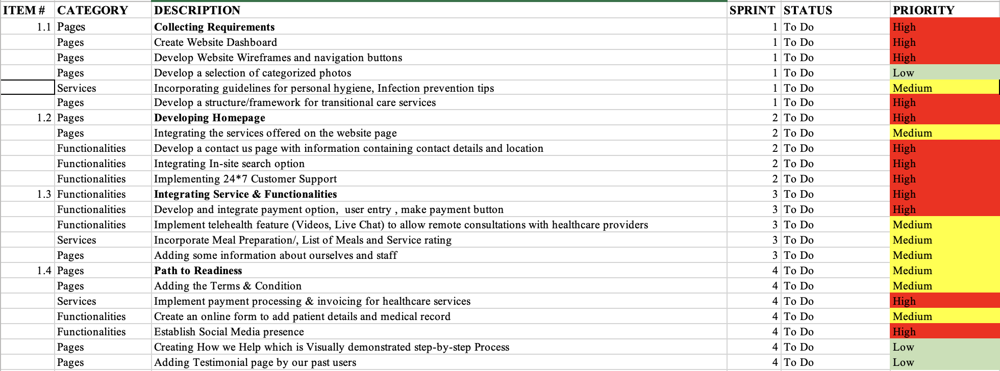 ITEM # CATEGORY DESCRIPTION SPRINT STATUS PRIORITY
1.1 Pages Collecting Requirements 1 To Do High
Pages Create Website Dashboard 1 To Do High
Pages Develop Website Wireframes and navigation buttons 1 To Do High
Pages Develop a selection of categorized photos 1 To Do Low
Services Incorporating guidelines for personal hygiene, Infection prevention tips 1 To Do Medium
Pages Develop a structure/framework for transitional care services 1 To Do High
1.2 Pages Developing Homepage 2 To Do High
Pages Integrating the services offered on the website page 2 To Do Medium
Functionalities Develop a contact us page with information containing contact details and location 2 To Do High
Functionalities Integrating In-site search option 2 To Do High
Functionalities Implementing 24*7 Customer Support 2 To Do High
1.3 Functionalities Integrating Service & Functionalities 3 To Do High
Functionalities Develop and integrate payment option,  user entry , make payment button 3 To Do High
Functionalities Implement telehealth feature (Videos, Live Chat) to allow remote consultations with healthcare providers 3 To Do Medium
Services Incorporate Meal Preparation/, List of Meals and Service rating 3 To Do Medium
Pages Adding some information about ourselves and staff 3 To Do Medium
1.4 Pages Path to Readiness 4 To Do Medium
Pages Adding the Terms & Condition 4 To Do Medium
Services Implement payment processing & invoicing for healthcare services 4 To Do High
Functionalities Create an online form to add patient details and medical record 4 To Do Medium
Functionalities Establish Social Media presence 4 To Do High
Pages Creating How we Help which is Visually demonstrated step-by-step Process 4 To Do Low
Pages Adding Testimonial page by our past users 4 To Do Low